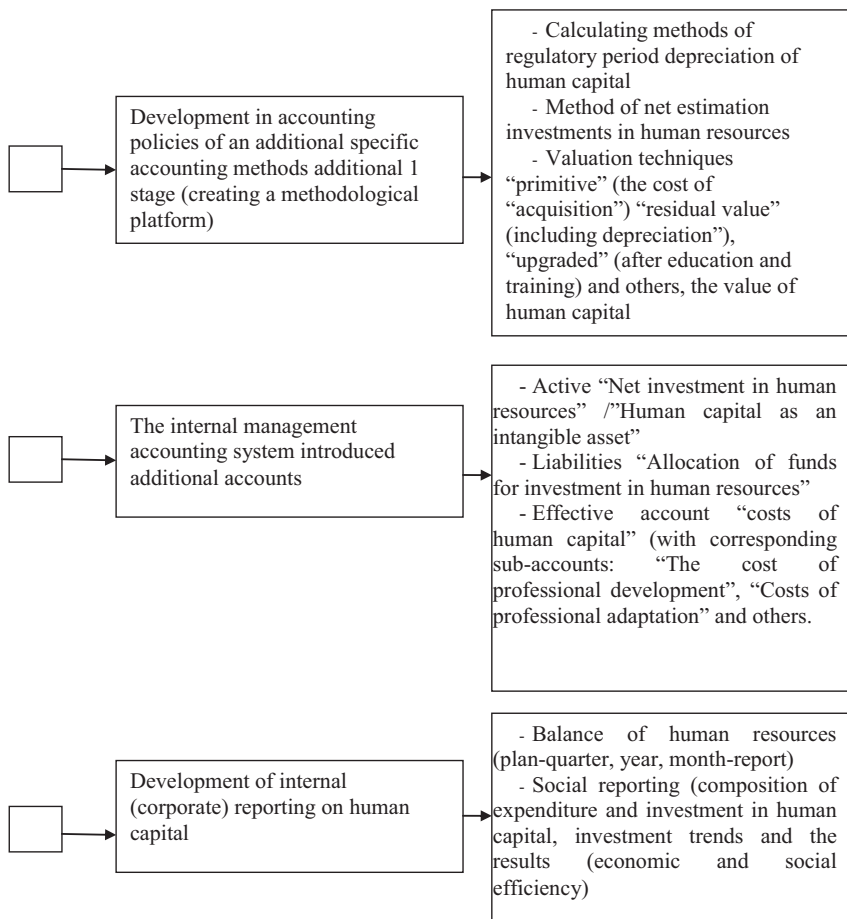 Development in accounting
policies of an additional specific
accounting methods additional 1
stage (creating a methodological
platform)
- Calculating methods of
regulatory period depreciation of
human capital
- Method of net estimation
investments in human resources
- Valuation techniques
“primitive” (the cost of
“acquisition”) “residual value”
(including depreciation”),
“upgraded” (after education and
training) and others, the value of
human capital
The internal management
accounting system introduced
additional accounts
- Active “Net investment in human
resources” /”Human capital as an
intangible asset”
- Liabilities “Allocation of funds
for investment in human resources”
- Effective account “costs of
human capital” (with corresponding
sub-accounts: “The cost of
professional development”, “Costs of
professional adaptation” and others.
Development of internal
(corporate) reporting on human
capital
- Balance of human resources
(plan-quarter, year, month-report)
- Social reporting (composition of
expenditure and investment in human
capital, investment trends and the
results (economic and social
efficiency)